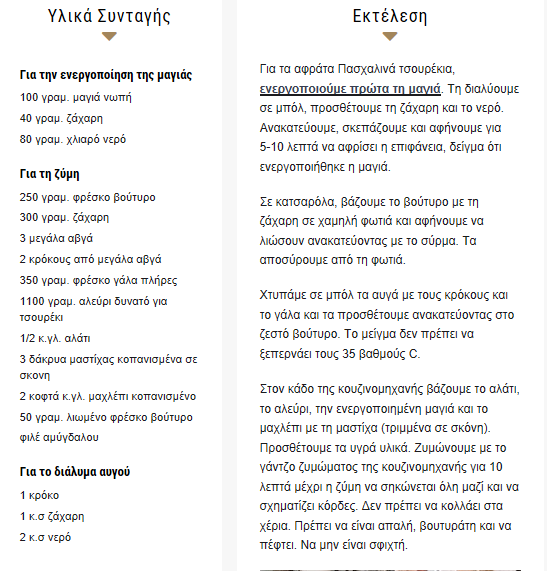 Υλικά Συνταγής
Για την ενεργοποίηση της μαγιάς
100 γραμ. μαγιά νωπή
40 γραμ. ζάχαρη
80 γραμ. χλιαρό νερό
Για τη ζύμη
250 γραμ. φρέσκο βούτυρο
300 γραμ. ζάχαρη
3 μεγάλα αβγά
2 κρόκους από μεγάλα αβγά
350 γραμ. φρέσκο γάλα πλήρες
1100 γραμ. αλεύρι δυνατό για
τσουρέκι
1/2 κ.γλ. αλάτι
3 δάκρυα μαστίχας κοπανισμένα σε
σκονη
2 κοφτά κ.γλ. μαχλέπι κοπανισμένο
50 γραμ. λιωμένο φρέσκο βούτυρο
φιλέ αμύγδαλου
Για το διάλυμα αυγού
1 κρόκο
1 κ.σ ζάχαρη
2 κ.σ νερό
Εκτέλεση
Για τα αφράτα Πασχαλινά τσουρέκια,
ενεργοποιούμε πρώτα τη μαγιά. Τη διαλύουμε
σε μπόλ, προσθέτουμε τη ζάχαρη και το νερό.
Ανακατεύουμε, σκεπάζουμε και αφήνουμε για
5-10 λεπτά να αφρίσει η επιφάνεια, δείγμα ότι
ενεργοποιήθηκε η μαγιά.
Σε κατσαρόλα, βάζουμε το βούτυρο με τη
ζάχαρη σε χαμηλή φωτιά και αφήνουμε να
λιώσουν ανακατεύοντας με το σύρμα. Τα
αποσύρουμε από τη φωτιά.
Χτυπάμε σε μπόλ τα αυγά με τους κρόκους και
το γάλα και τα προσθέτουμε ανακατεύοντας στο
ζεστό βούτυρο. Το μείγμα δεν πρέπει να
ξεπερνάει τους 35 βαθμούς C.
Στον κάδο της κουζινομηχανής βάζουμε το αλάτι,
το αλεύρι, την ενεργοποιημένη μαγιά και το
μαχλέπι με τη μαστίχα (τριμμένα σε σκόνη).
Προσθέτουμε τα υγρά υλικά. Ζυμώνουμε με το
γάντζο ζυμώματος της κουζινομηχανής για 10
λεπτά μέχρι η ζύμη να σηκώνεται όλη μαζί και να
σχηματίζει κόρδες. Δεν πρέπει να κολλάει στα
χέρια. Πρέπει να είναι απαλή, βουτυράτη και να
πέφτει. Να μην είναι σφιχτή.